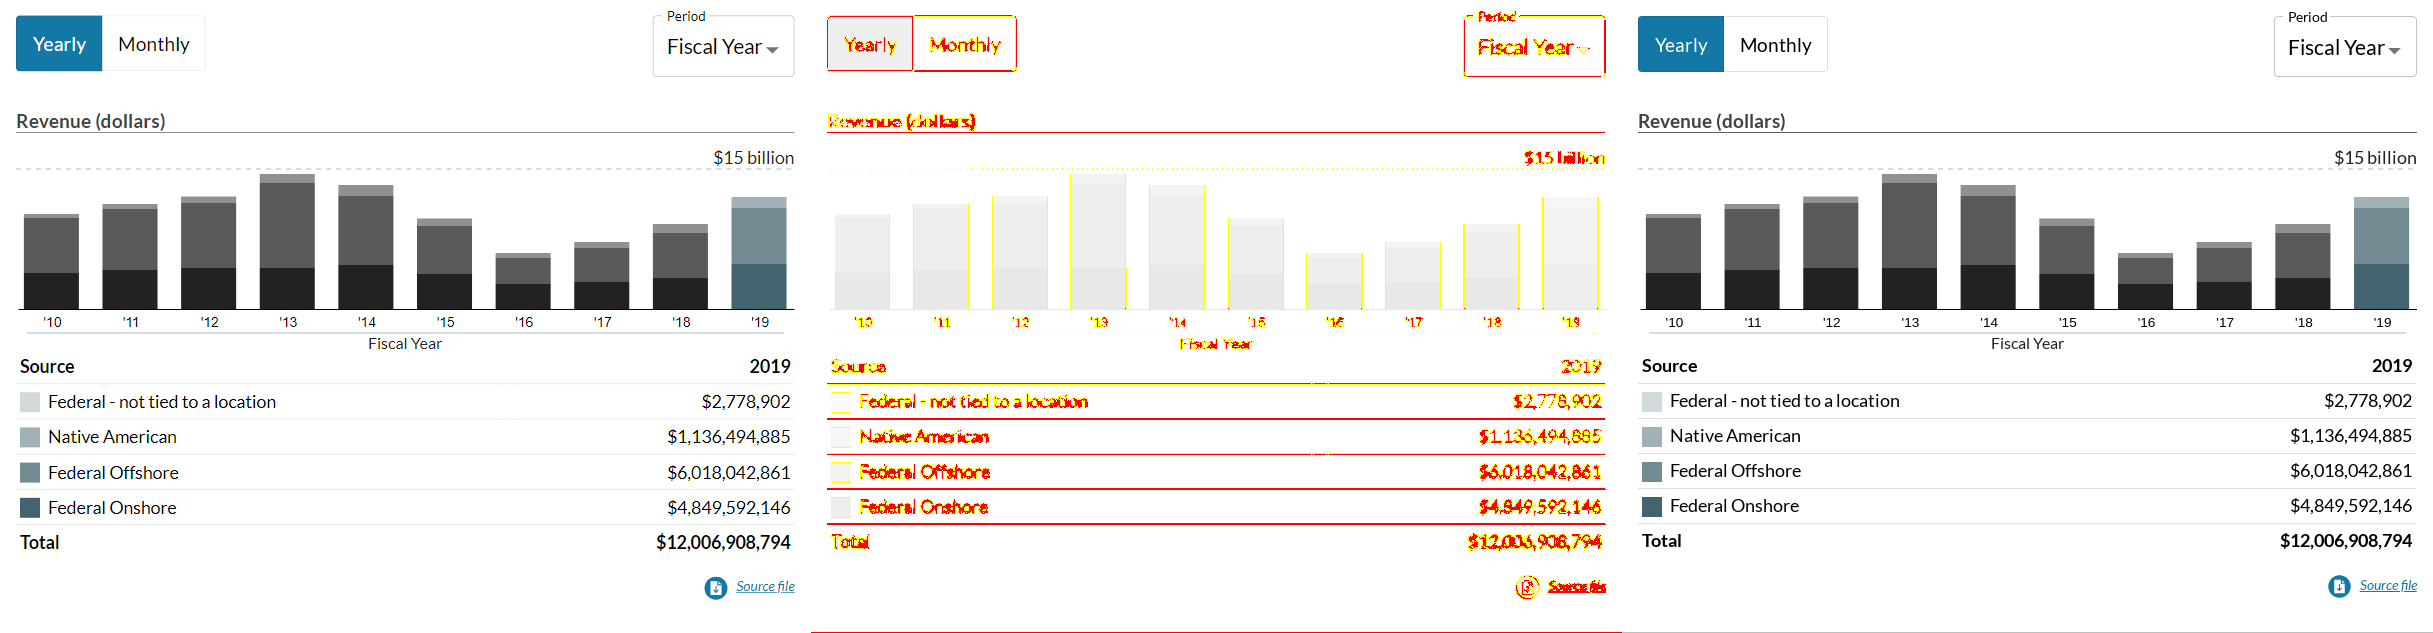 Yearly Monthly Period
Fiscal Year
Revenue (dollars)
$15 billion
'10 '11 '12 '13 '14 '15 '16 '17 '18 '19
Fiscal Year
Source 2019
Federal - not tied to a location $2,778,902
Native American $1,136,494,885
Federal Offshore $6,018,042,861
Federal Onshore $4,849,592,146
Total $12,006,908,794
Source file
Yearly Monthly Period
Fiscal Year
Revenue (dollars)
$15 billion
'10 '11 '12 '13 '14 '15 '16 '17 '18 '19
Fiscal Year
Source 2019
Federal - not tied to a location $2,778,902
Native American $1,136,494,885
Federal Offshore $6,018,042,861
Federal Onshore $4,849,592,146
Total $12,006,908,794
Source file
Yearly Monthly Period
Fiscal Year
Revenue (dollars)
$15 billion
'10 '11 '12 '13 '14 '15 '16 '17 '18 '19
Fiscal Year
Source 2019
Federal - not tied to a location $2,778,902
Native American $1,136,494,885
Federal Offshore $6,018,042,861
Federal Onshore $4,849,592,146
Total $12,006,908,794
Source file